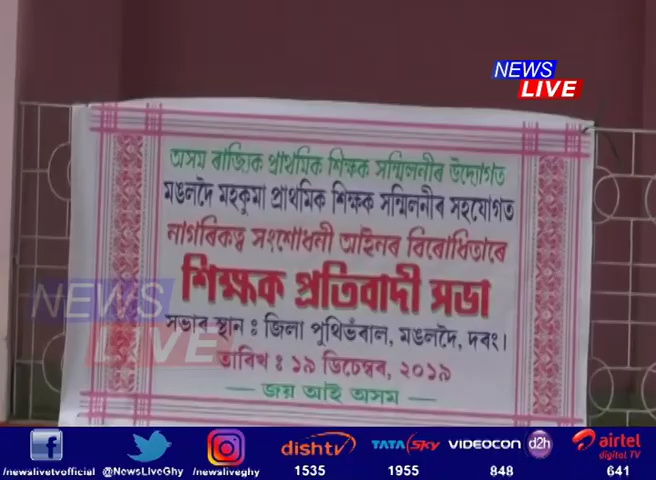 NEWS
LIVE
অসম ৰাজ্যিক প্ৰাথমিক শিক্ষক সন্মিলনীৰ উদ্যোগত
মঙলদৈ মহকুমা প্ৰাথমিক শিক্ষক সন্মিলনীৰ সহযোগত
নাগৰিকত্ব সংশোধনী আইনৰ বিৰোধিতাৰে
শিক্ষক প্ৰতিবাদী সভা
সভাৰ স্থান : জিলা পুথিভঁৰাল, মঙলদৈ, দৰং।
তাৰিখ : ১৯ ডিচেম্বৰ, ২০১৯
— জয় আই অসম —
NEWS
LIVE
dishtv TATA sky VIDEOCON d2h airtel
digital TV
/newslivetvofficial @NewsLiveGhy /newsliveghy 1535 1955 848 641